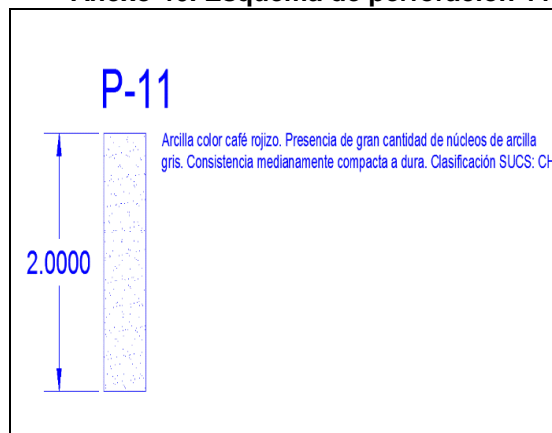 P-11
Arcilla color café rojizo. Presencia de gran cantidad de núcleos de arcilla
gris. Consistencia medianamente compacta a dura. Clasificación SUCS: CH
2.0000